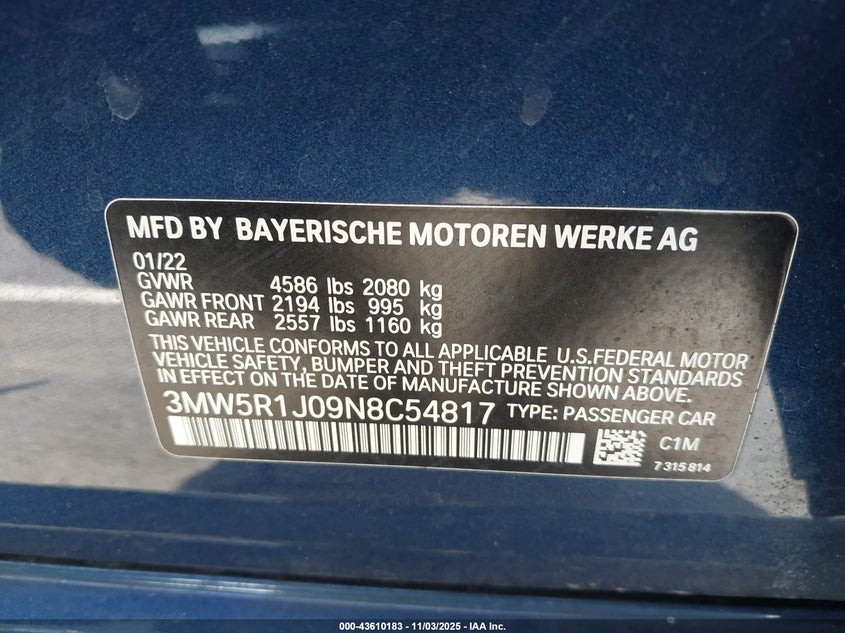 MFD BY BAYERISCHE MOTOREN WERKE AG
01/22
GVWR 4586 lbs 2080 kg
GAWR FRONT 2194 lbs 995 kg
GAWR REAR 2557 lbs 1160 kg
THIS VEHICLE CONFORMS TO ALL APPLICABLE U.S.FEDERAL MOTOR
VEHICLE SAFETY, BUMPER AND THEFT PREVENTION STANDARDS
IN EFFECT ON THE DATE OF MANUFACTURE SHOWN ABOVE.
3MW5R1J09N8C54817 TYPE: PASSENGER CAR
C1M
7 315 814
000-43610183 - 11/03/2025 - IAA Inc.